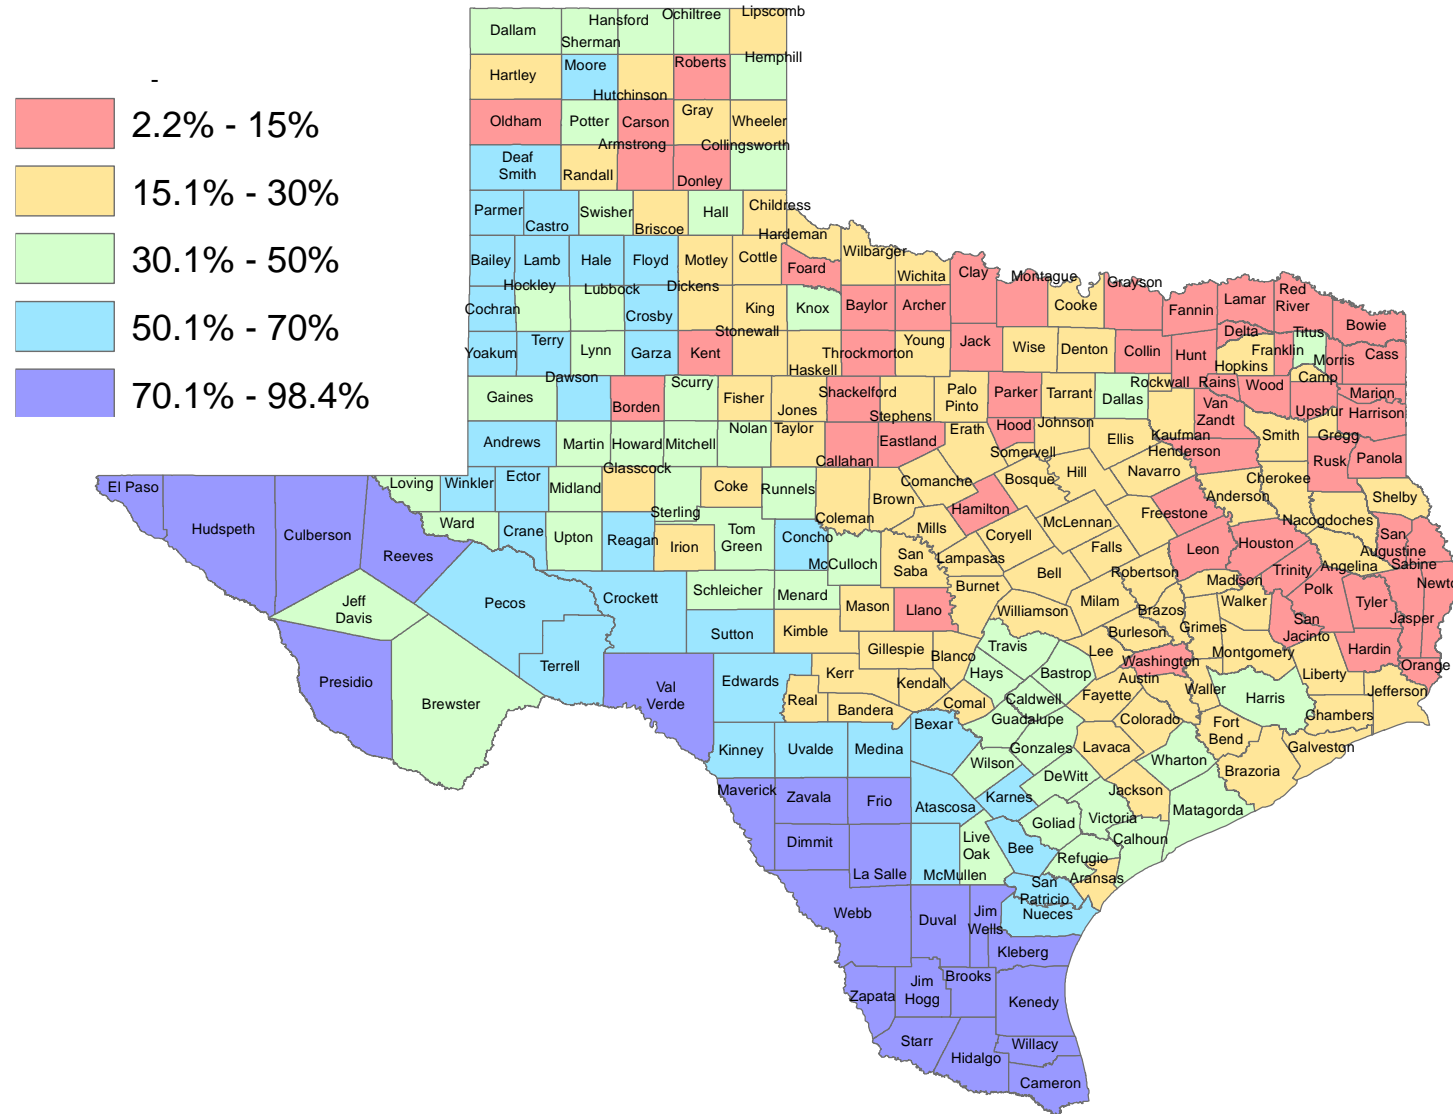 -
2.2% - 15%
15.1% - 30%
30.1% - 50%
50.1% - 70%
70.1% - 98.4%
Dallam
Sherman
Hansford
Ochiltree
Lipscomb
Hartley
Moore
Hutchinson
Roberts
Hemphill
Oldham
Potter
Carson
Gray
Wheeler
Deaf
Smith
Randall
Armstrong
Donley
Collingsworth
Parmer
Castro
Swisher
Briscoe
Hall
Childress
Hardeman
Bailey
Lamb
Hale
Floyd
Motley
Cottle
Foard
Wilbarger
Wichita
Clay
Montague
Cooke
Grayson
Fannin
Lamar
Red
River
Bowie
Cochran
Hockley
Lubbock
Crosby
Dickens
King
Knox
Baylor
Archer
Yoakum
Terry
Lynn
Garza
Kent
Stonewall
Haskell
Throckmorton
Young
Jack
Wise
Denton
Collin
Hunt
Delta
Hopkins
Franklin
Titus
Morris
Cass
Camp
Gaines
Dawson
Borden
Scurry
Fisher
Jones
Shackelford
Stephens
Palo
Pinto
Parker
Tarrant
Dallas
Rockwall
Rains
Wood
Upshur
Marion
Harrison
Andrews
Martin
Howard
Mitchell
Nolan
Taylor
Callahan
Eastland
Erath
Hood
Somervell
Johnson
Ellis
Kaufman
Van
Zandt
Henderson
Smith
Gregg
Rusk
Panola
El Paso
Hudspeth
Culberson
Reeves
Loving
Winkler
Ector
Midland
Glasscock
Sterling
Coke
Runnels
Coleman
Brown
Comanche
Hamilton
Bosque
Hill
Navarro
Freestone
Anderson
Cherokee
Nacogdoches
Shelby
Ward
Crane
Upton
Reagan
Irion
Tom
Green
Concho
McCulloch
San
Saba
Mills
Lampasas
Coryell
McLennan
Falls
Leon
Houston
Trinity
Angelina
San
Augustine
Sabine
Newto
Jeff
Davis
Pecos
Crockett
Schleicher
Menard
Mason
Llano
Burnet
Bell
Williamson
Milam
Robertson
Brazos
Madison
Walker
Grimes
San
Jacinto
Polk
Tyler
Jasper
Hardin
Orange
Presidio
Brewster
Terrell
Val
Verde
Sutton
Edwards
Kimble
Gillespie
Blanco
Travis
Hays
Bastrop
Lee
Burleson
Washington
Austin
Montgomery
Liberty
Jefferson
Chambers
Harris
Waller
Real
Kerr
Kendall
Bandera
Comal
Caldwell
Fayette
Colorado
Fort
Bend
Galveston
Brazoria
Kinney
Uvalde
Medina
Bexar
Guadalupe
Gonzales
Lavaca
Wharton
Matagorda
Wilson
DeWitt
Jackson
Maverick
Zavala
Frio
Atascosa
Karnes
Goliad
Victoria
Calhoun
Dimmit
La Salle
McMullen
Live
Oak
Bee
Refugio
Aransas
San
Patricio
Nueces
Webb
Duval
Jim
Wells
Kleberg
Zapata
Jim
Hogg
Brooks
Kenedy
Starr
Hidalgo
Willacy
Cameron